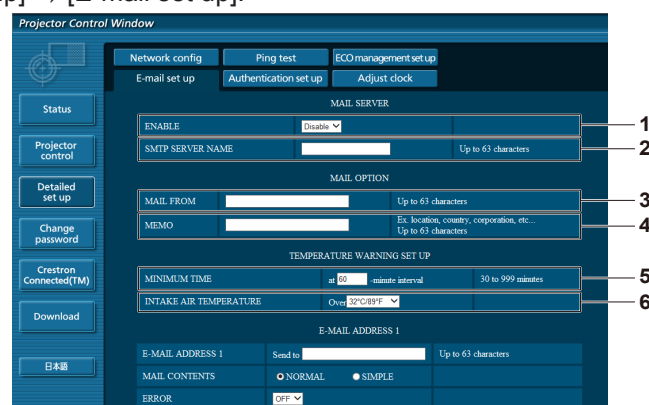 up] → [E-mail set up].
Projector Control Window
Network config Ping test ECO management set up
E-mail set up Authentication set up Adjust clock
Status
Projector control
Detailed set up
Change password
Crestron Connected(TM)
Download
日本語
MAIL SERVER
ENABLE Disable 1
SMTP SERVER NAME Up to 63 characters 2
MAIL OPTION
MAIL FROM Up to 63 characters 3
MEMO Ex. location, country, corporation, etc... 4
Up to 63 characters
TEMPERATURE WARNING SET UP
MINIMUM TIME at 60 -minute interval 30 to 999 minutes 5
INTAKE AIR TEMPERATURE Over 32°C/89°F 6
E-MAIL ADDRESS 1
E-MAIL ADDRESS 1 Send to Up to 63 characters
MAIL CONTENTS NORMAL SIMPLE
ERROR OFF